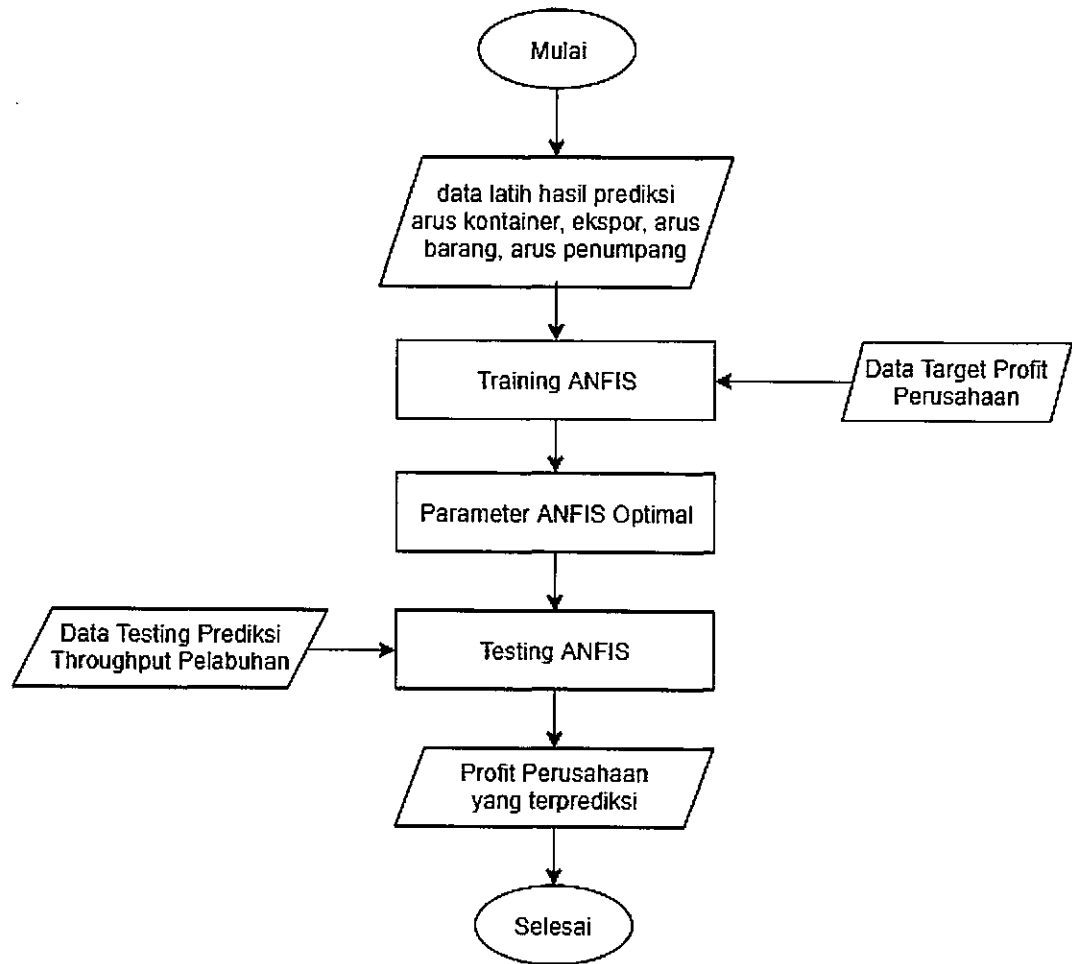 Mulai
data latih hasil prediksi
arus kontainer, ekspor, arus
barang, arus penumpang
Training ANFIS
Data Target Profit
Perusahaan
Parameter ANFIS Optimal
Data Testing Prediksi
Throughput Pelabuhan
Testing ANFIS
Profit Perusahaan
yang terprediksi
Selesai